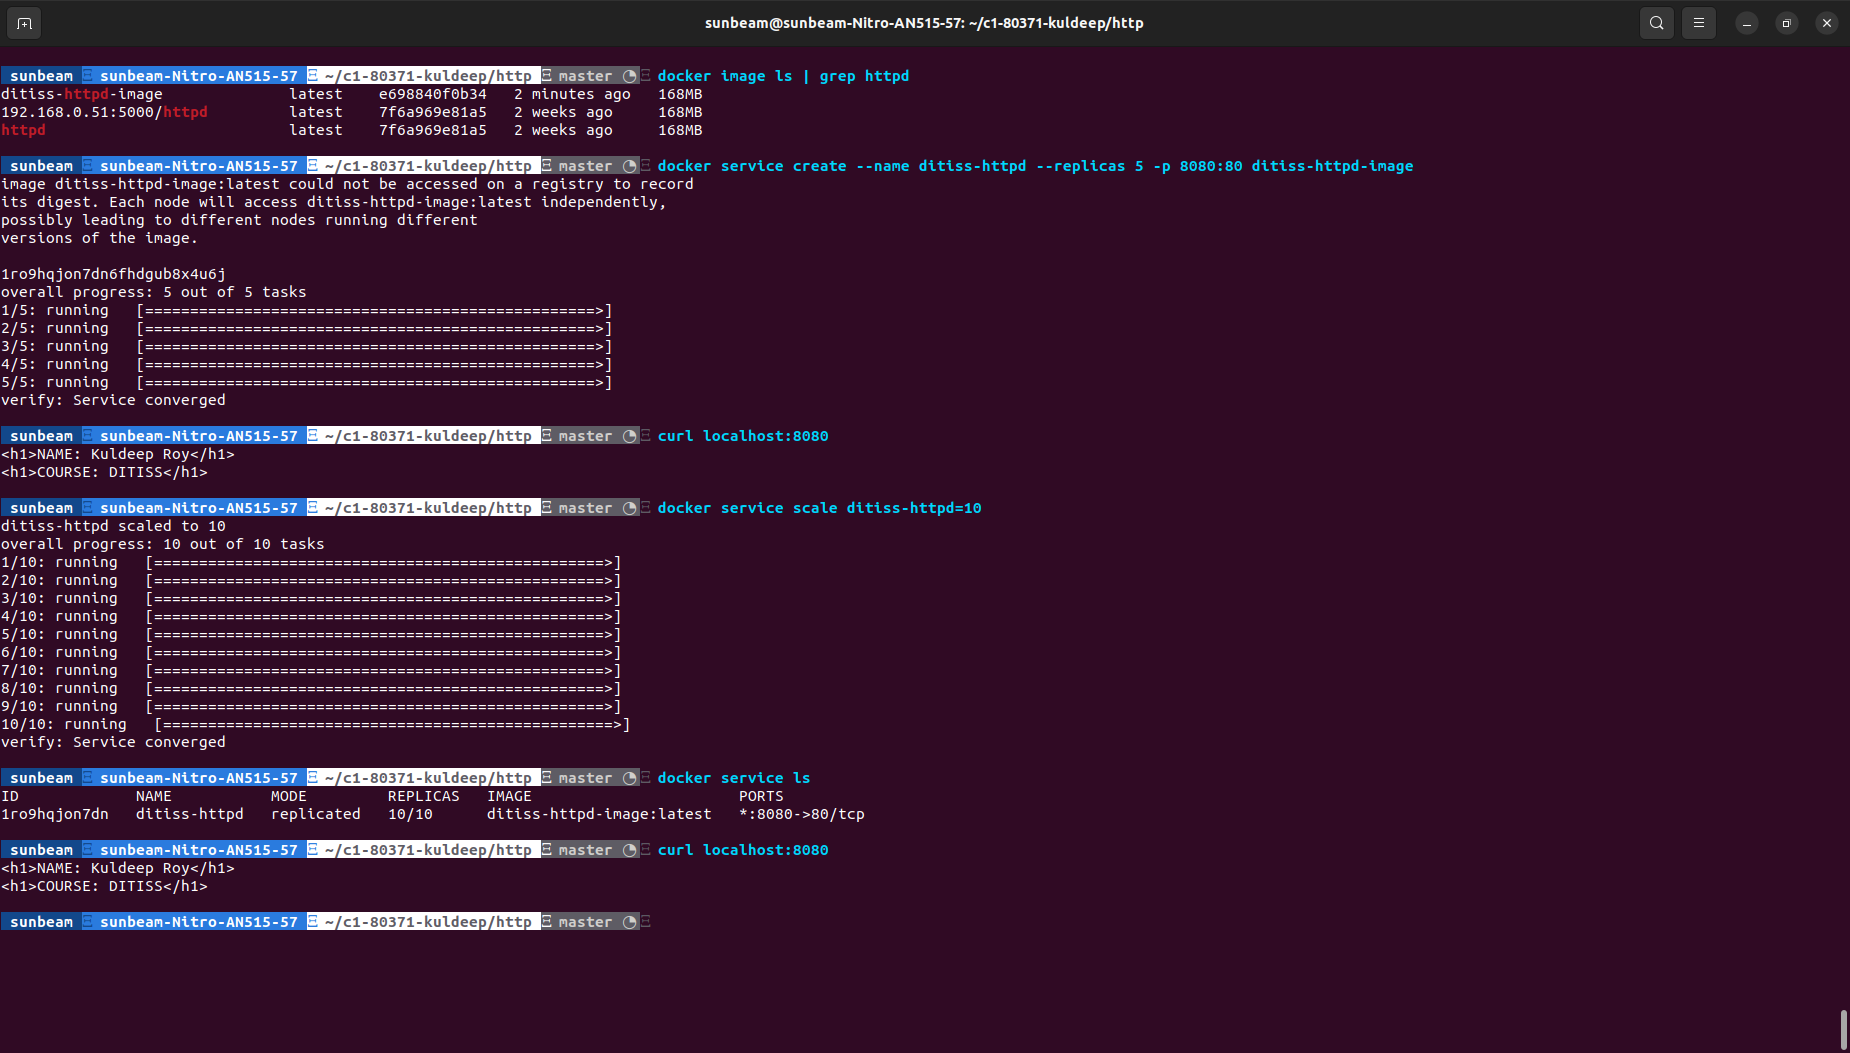 sunbeam@sunbeam-Nitro-AN515-57: ~/c1-80371-kuldeep/http
sunbeam sunbeam-Nitro-AN515-57 ~/c1-80371-kuldeep/http master docker image ls | grep httpd
ditiss-httpd-image latest e698840f0b34 2 minutes ago 168MB
192.168.0.51:5000/httpd latest 7f6a969e81a5 2 weeks ago 168MB
httpd latest 7f6a969e81a5 2 weeks ago 168MB
sunbeam sunbeam-Nitro-AN515-57 ~/c1-80371-kuldeep/http master docker service create --name ditiss-httpd --replicas 5 -p 8080:80 ditiss-httpd-image
image ditiss-httpd-image:latest could not be accessed on a registry to record
its digest. Each node will access ditiss-httpd-image:latest independently,
possibly leading to different nodes running different
versions of the image.
1ro9hqjon7dn6fhdgub8x4u6j
overall progress: 5 out of 5 tasks
1/5: running [==================================================>]
2/5: running [==================================================>]
3/5: running [==================================================>]
4/5: running [==================================================>]
5/5: running [==================================================>]
verify: Service converged
sunbeam sunbeam-Nitro-AN515-57 ~/c1-80371-kuldeep/http master curl localhost:8080
<h1>NAME: Kuldeep Roy</h1>
<h1>COURSE: DITISS</h1>
sunbeam sunbeam-Nitro-AN515-57 ~/c1-80371-kuldeep/http master docker service scale ditiss-httpd=10
ditiss-httpd scaled to 10
overall progress: 10 out of 10 tasks
1/10: running [==================================================>]
2/10: running [==================================================>]
3/10: running [==================================================>]
4/10: running [==================================================>]
5/10: running [==================================================>]
6/10: running [==================================================>]
7/10: running [==================================================>]
8/10: running [==================================================>]
9/10: running [==================================================>]
10/10: running [==================================================>]
verify: Service converged
sunbeam sunbeam-Nitro-AN515-57 ~/c1-80371-kuldeep/http master docker service ls
ID NAME MODE REPLICAS IMAGE PORTS
1ro9hqjon7dn ditiss-httpd replicated 10/10 ditiss-httpd-image:latest *:8080->80/tcp
sunbeam sunbeam-Nitro-AN515-57 ~/c1-80371-kuldeep/http master curl localhost:8080
<h1>NAME: Kuldeep Roy</h1>
<h1>COURSE: DITISS</h1>
sunbeam sunbeam-Nitro-AN515-57 ~/c1-80371-kuldeep/http master